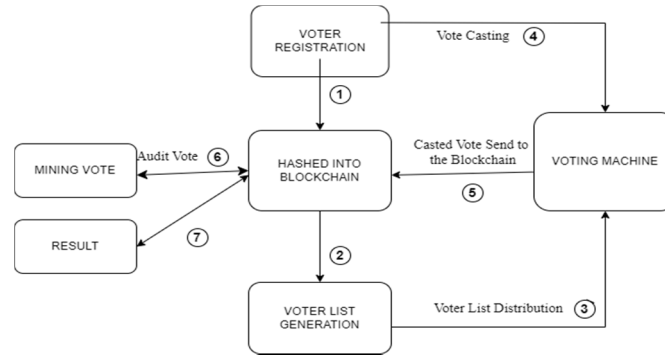 VOTER
REGISTRATION
Vote Casting
4
1
Audit Vote
6
MINING VOTE
HASHED INTO
BLOCKCHAIN
Casted Vote Send to
the Blockchain
5
VOTING MACHINE
RESULT
7
2
VOTER LIST
GENERATION
Voter List Distribution
3